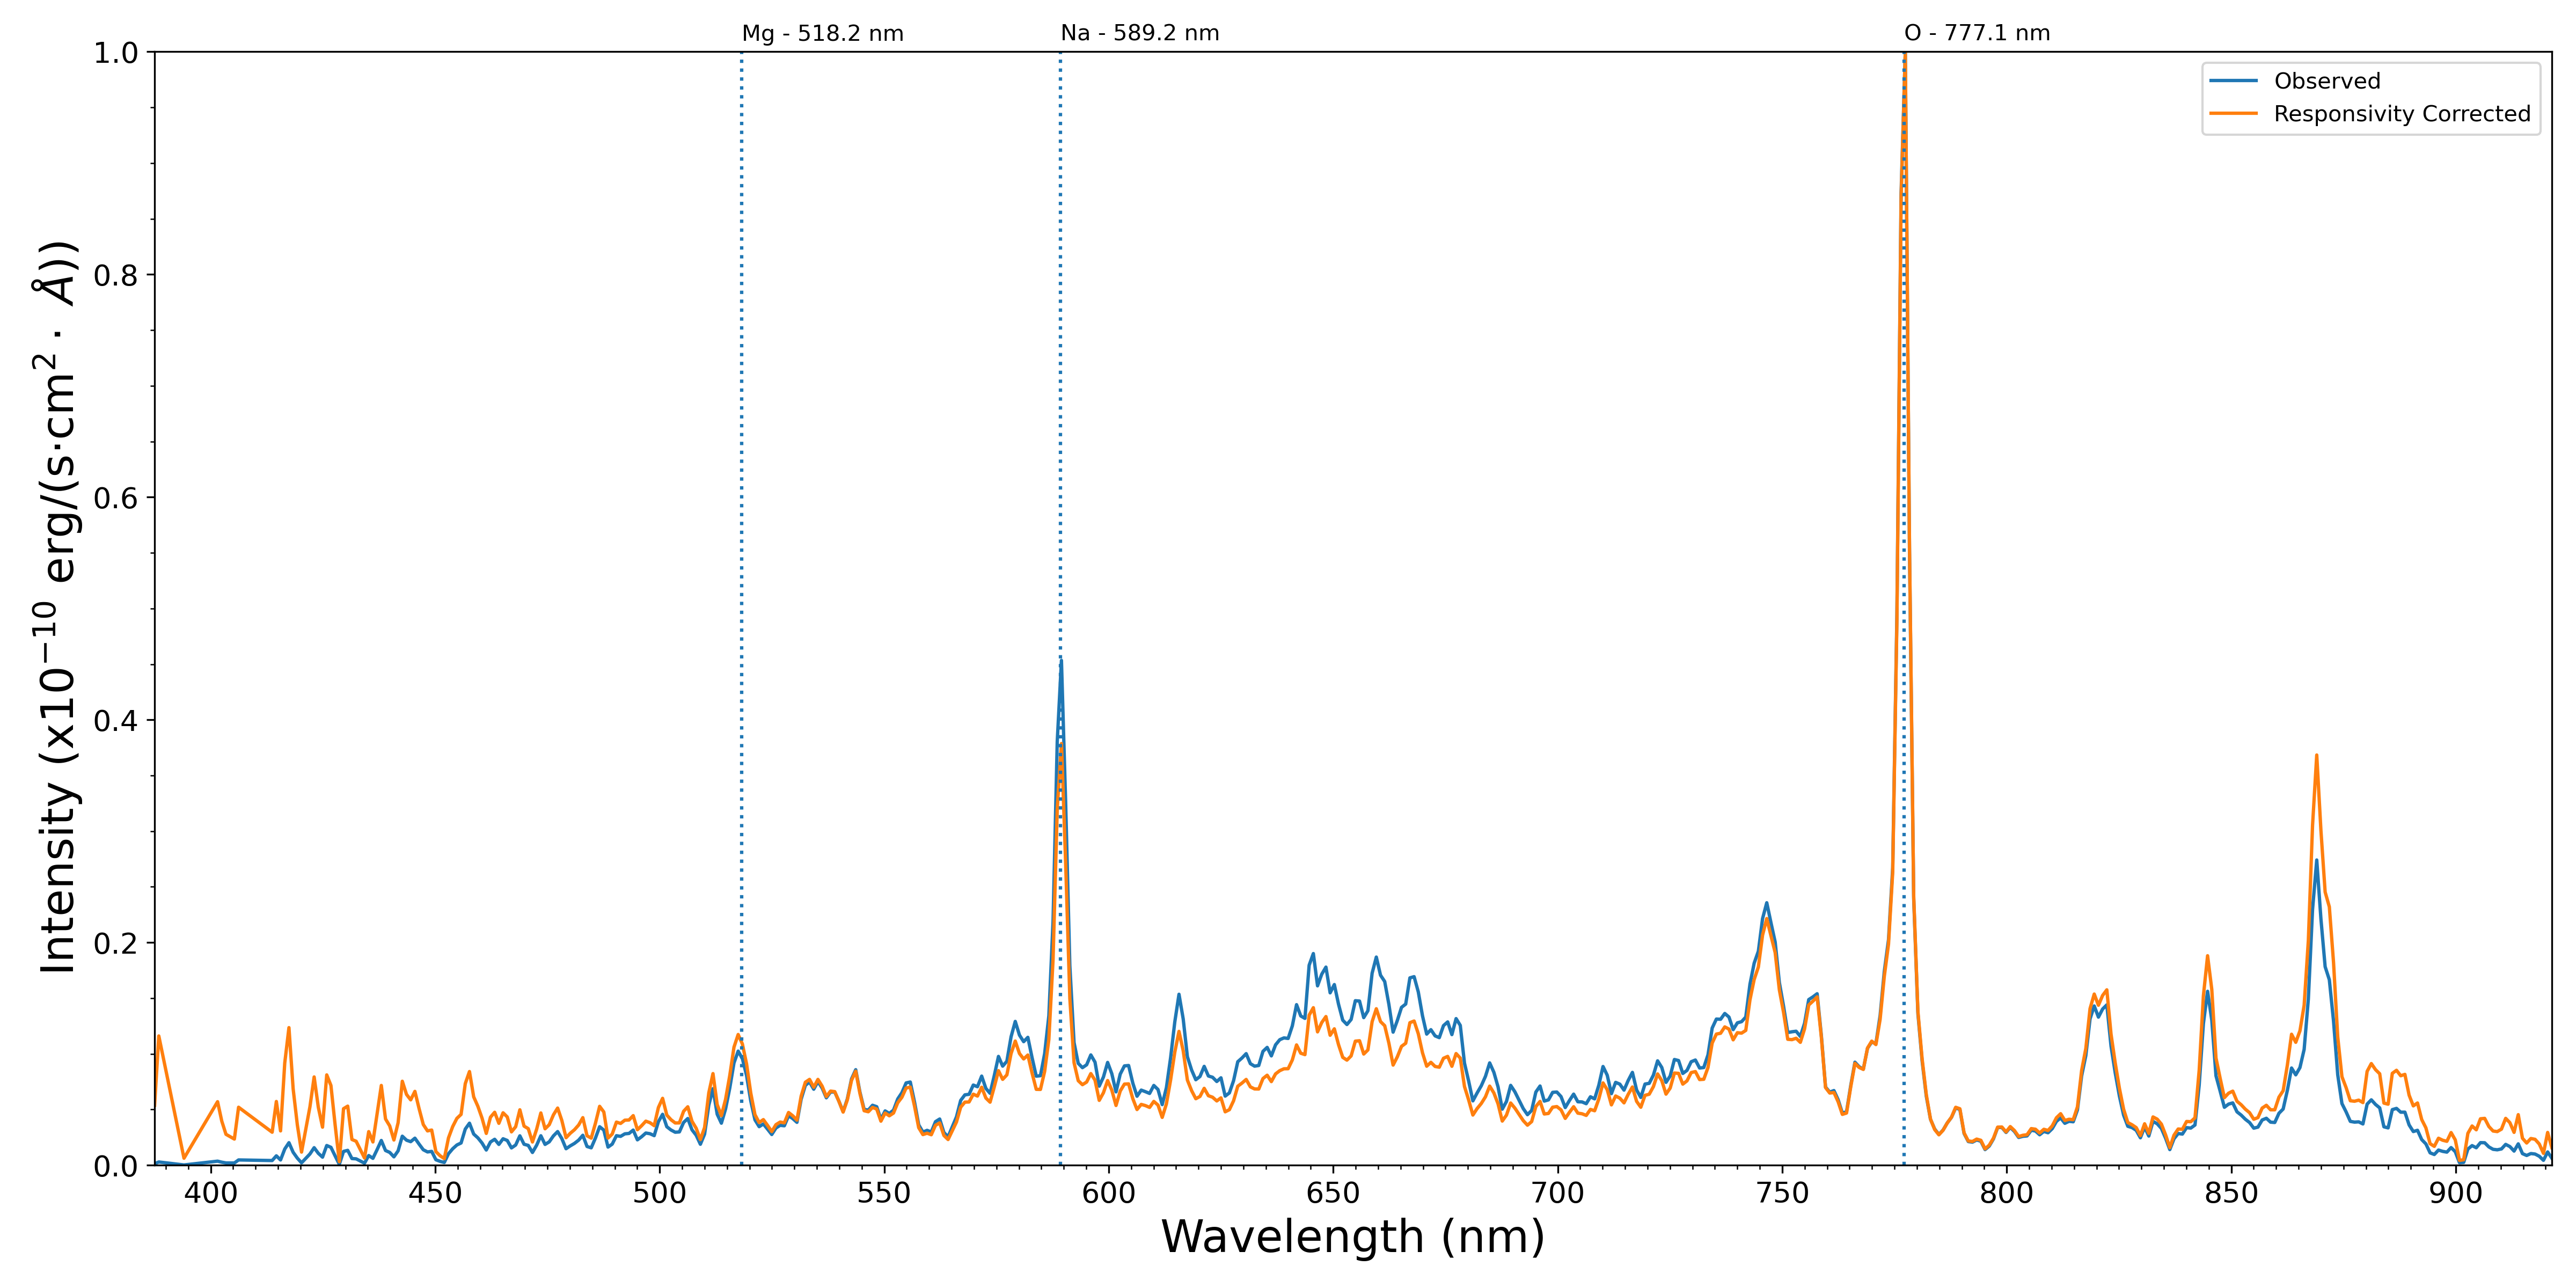 Mg - 518.2 nm
Na - 589.2 nm
O - 777.1 nm
Observed
Responsivity Corrected
1.0
0.8
0.6
0.4
0.2
0.0
Intensity (x10⁻¹⁰ erg/(s·cm² · Å))
400 450 500 550 600 650 700 750 800 850 900
Wavelength (nm)